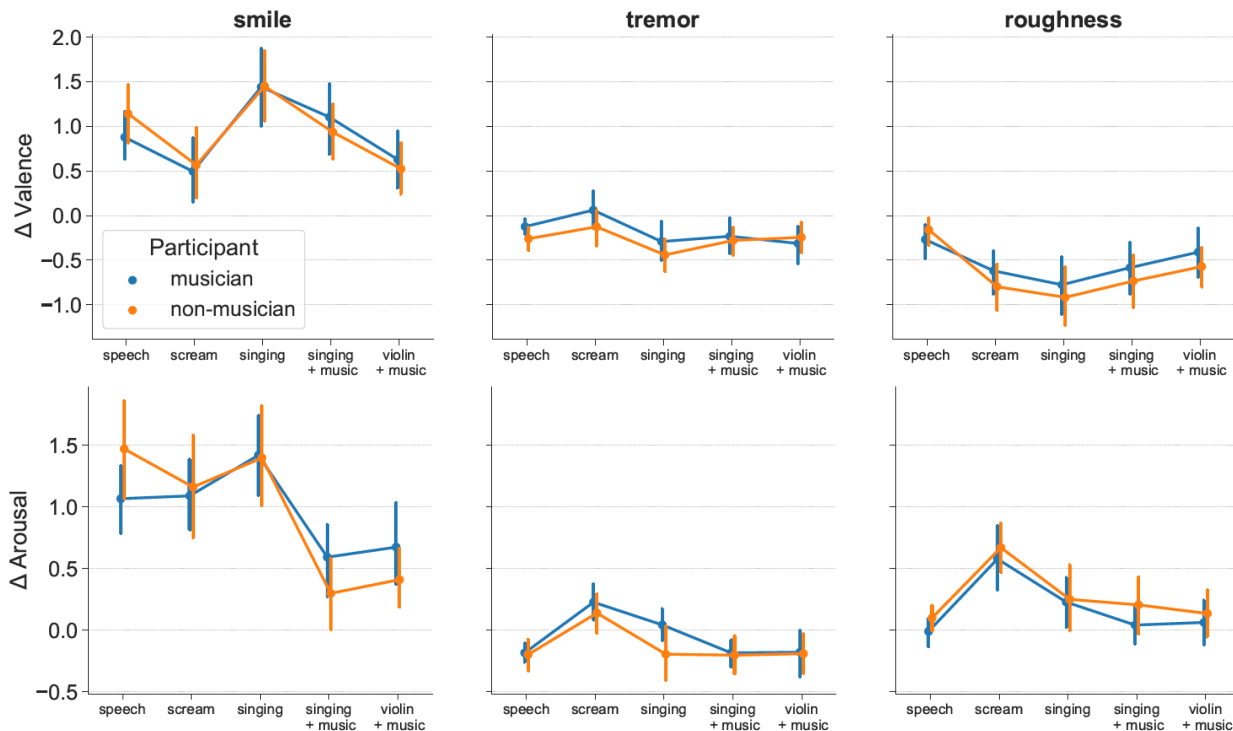 smile
tremor
roughness
2.0
1.5
1.0
0.5
0.0
−0.5
−1.0
Δ Valence
Participant
musician
non-musician
speech
scream
singing
singing
+ music
violin
+ music
speech
scream
singing
singing
+ music
violin
+ music
speech
scream
singing
singing
+ music
violin
+ music
1.5
1.0
0.5
0.0
−0.5
Δ Arousal
speech
scream
singing
singing
+ music
violin
+ music
speech
scream
singing
singing
+ music
violin
+ music
speech
scream
singing
singing
+ music
violin
+ music